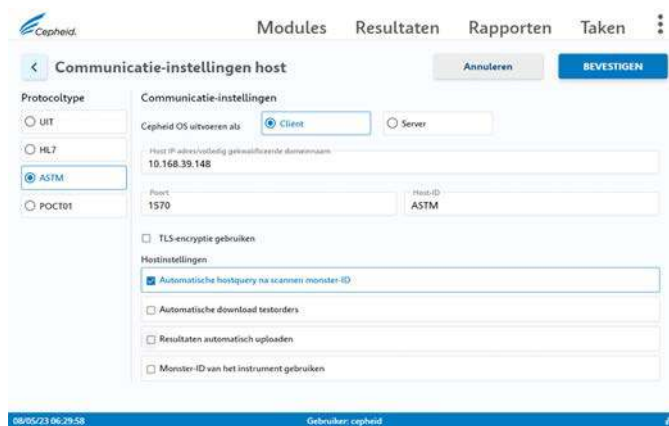 Cepheid.
Modules Resultaten Rapporten Taken
< Communicatie-instellingen host Annuleren BEVESTIGEN
Protocoltype
UIT
HL7
ASTM
POCT01
Communicatie-instellingen
Cepheid OS uitvoeren als Client Server
Host IP-adres/volledig gekwalificeerde domeinnaam
10.168.39.148
Poort Host-ID
1570 ASTM
TLS-encryptie gebruiken
Hostinstellingen
Automatische hostquery na scannen monster-ID
Automatische download testorders
Resultaten automatisch uploaden
Monster-ID van het instrument gebruiken
08/05/23 06:29:58 Gebruiker: cepheid